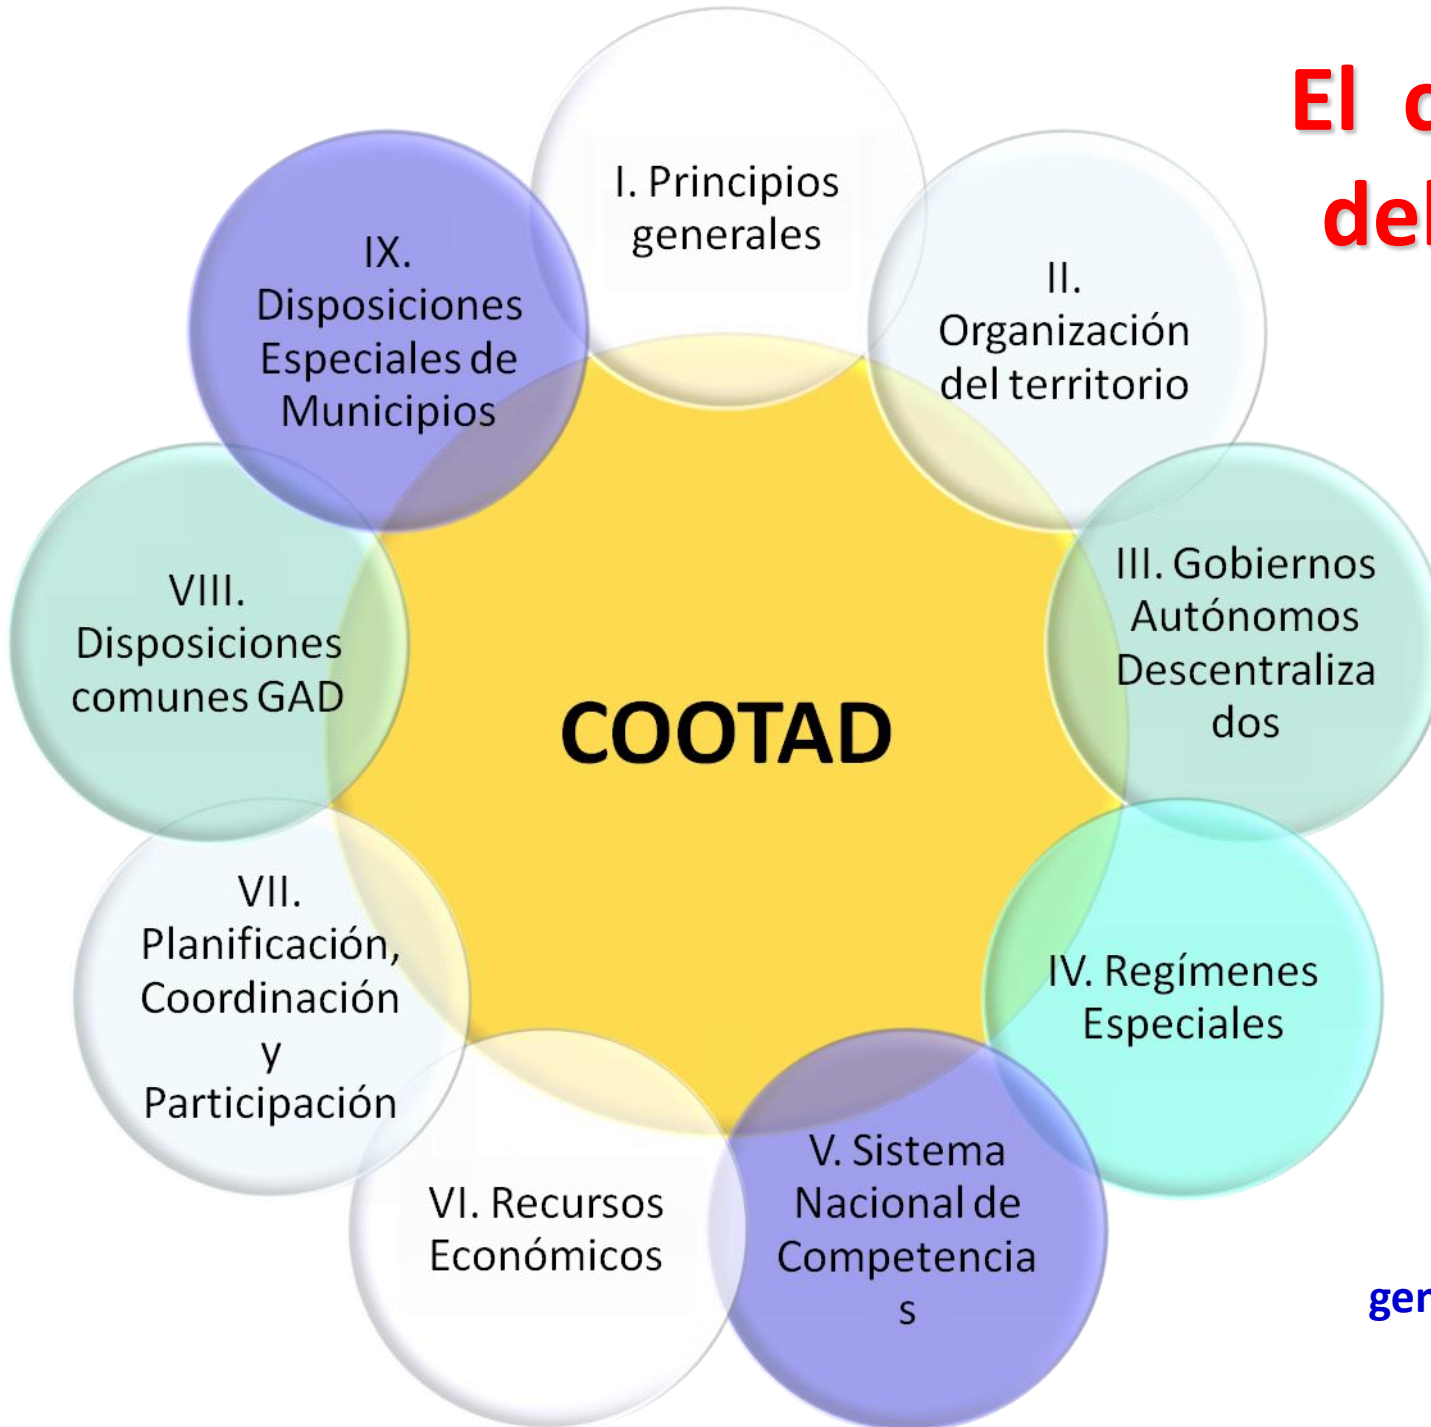 El
del
I. Principios
generales
II.
Organización
del territorio
III. Gobiernos
Autónomos
Descentraliza
dos
IV. Regímenes
Especiales
V. Sistema
Nacional de
Competencia
s
VI. Recursos
Económicos
VII.
Planificación,
Coordinación
y
Participación
VIII.
Disposiciones
comunes GAD
IX.
Disposiciones
Especiales de
Municipios
COOTAD